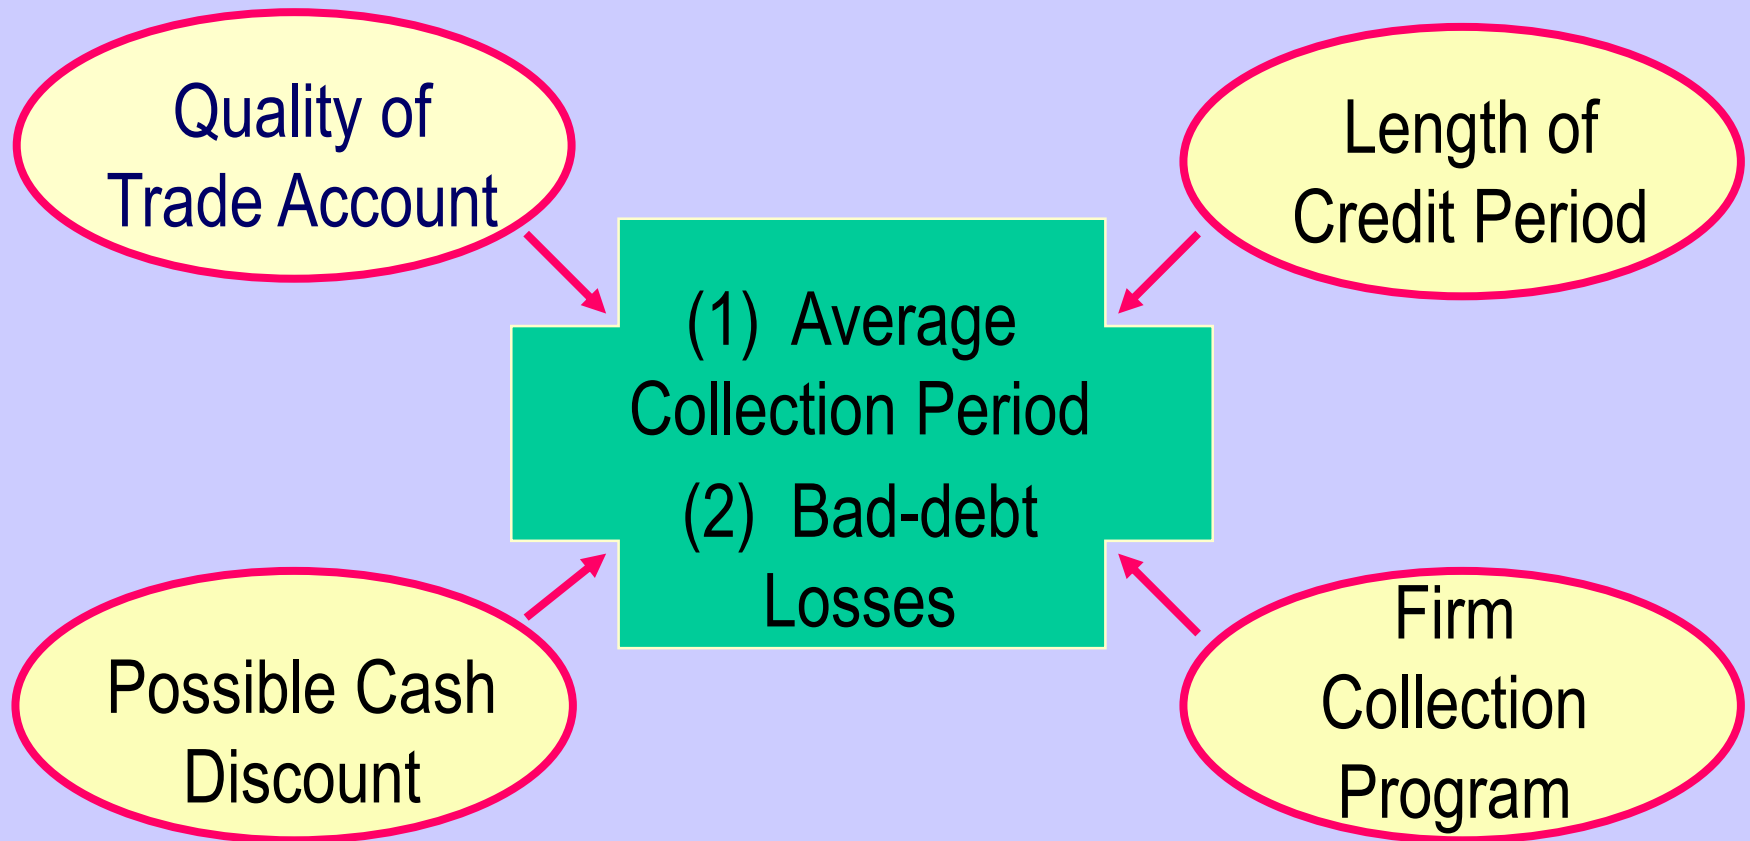 Quality of
Trade Account
Length of
Credit Period
(1) Average
Collection Period
(2) Bad-debt
Losses
Possible Cash
Discount
Firm
Collection
Program